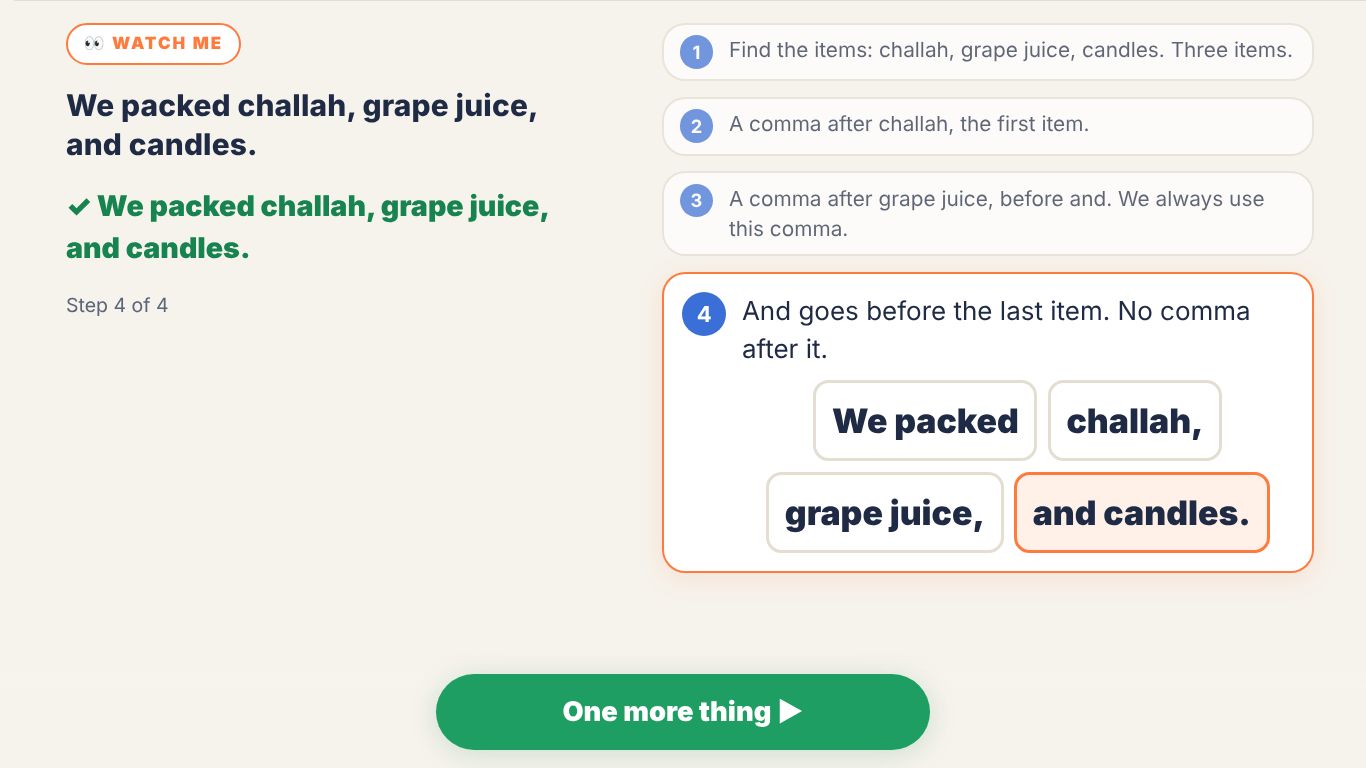 👀 WATCH ME
We packed challah, grape juice,
and candles.
✓ We packed challah, grape juice,
and candles.
Step 4 of 4
1 Find the items: challah, grape juice, candles. Three items.
2 A comma after challah, the first item.
3 A comma after grape juice, before and. We always use
this comma.
4 And goes before the last item. No comma
after it.
We packed challah,
grape juice, and candles.
One more thing ▶